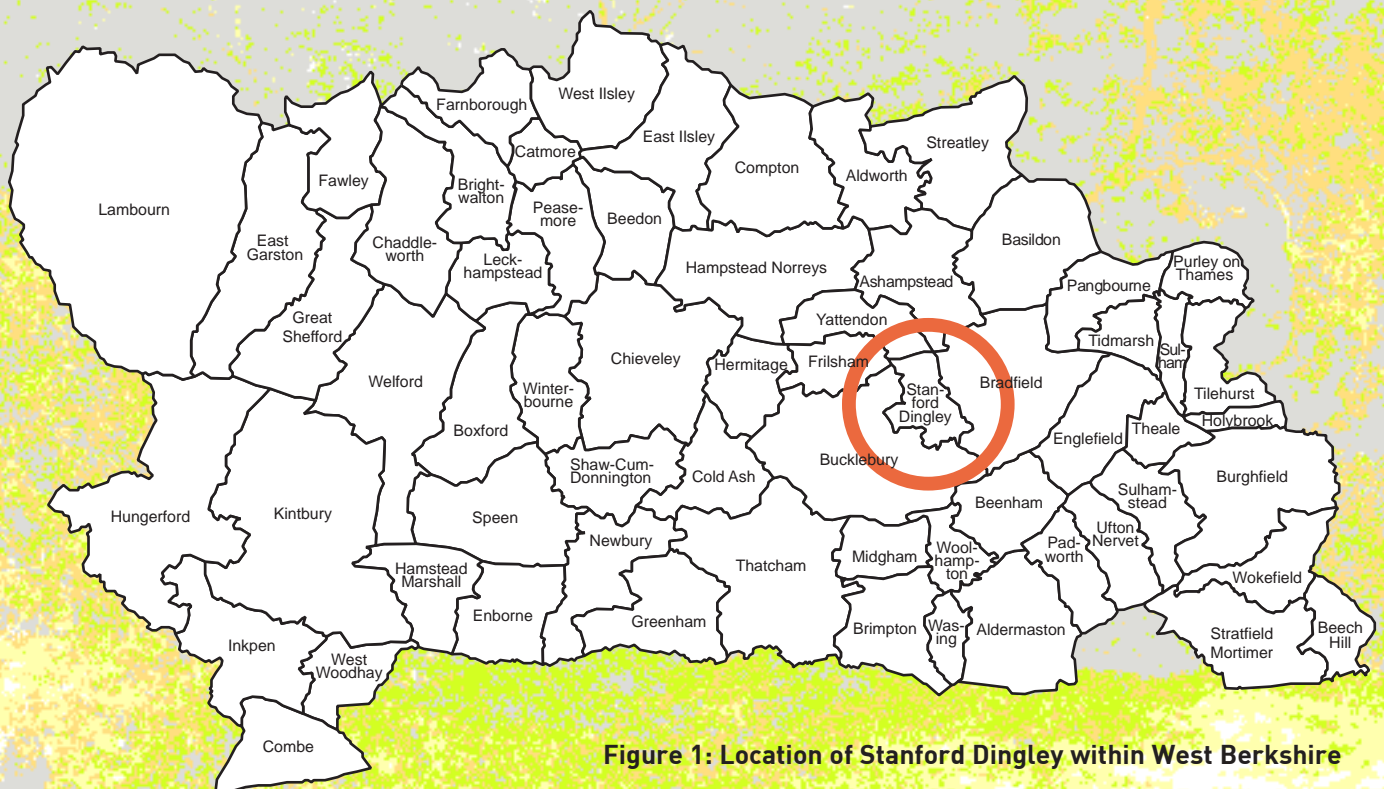 West Ilsley
Farnborough
East Ilsley
Streatley
Catmore
Compton
Aldworth
Fawley
Bright-
walton
Lambourn
Pease-
more
Beedon
East
Garston
Chaddle-
worth
Basildon
Leck-
hampstead
Hampstead Norreys
Ashampstead
Purley on
Thames
Pangbourne
Great
Shefford
Yattendon
Tidmarsh
Sul-
ham
Chieveley
Hermitage
Frilsham
Welford
Winter-
bourne
Stan-
ford
Dingley
Bradfield
Tilehurst
Holybrook
Boxford
Englefield
Theale
Bucklebury
Shaw-Cum-
Donnington
Cold Ash
Burghfield
Hungerford
Kintbury
Speen
Beenham
Sulham-
stead
Newbury
Ufton
Nervet
Pad-
worth
Midgham
Wool-
hamp-
ton
Thatcham
Hamstead
Marshall
Wokefield
Enborne
Greenham
Brimpton
Was-
ing
Aldermaston
Stratfield
Mortimer
Beech
Hill
Inkpen
West
Woodhay
Combe
Figure 1: Location of Stanford Dingley within West Berkshire